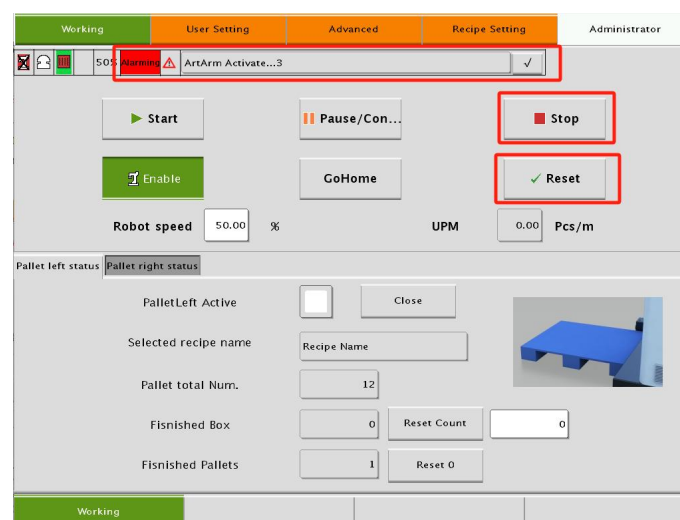 Working User Setting Advanced Recipe Setting Administrator
50% Alarming ArtArm Activate...3 √
Start Pause/Con... Stop
Enable GoHome Reset
Robot speed 50.00 % UPM 0.00 Pcs/m
Pallet left status Pallet right status
PalletLeft Active Close
Selected recipe name Recipe Name
Pallet total Num. 12
Fisnished Box 0 Reset Count 0
Fisnished Pallets 1 Reset 0
Working